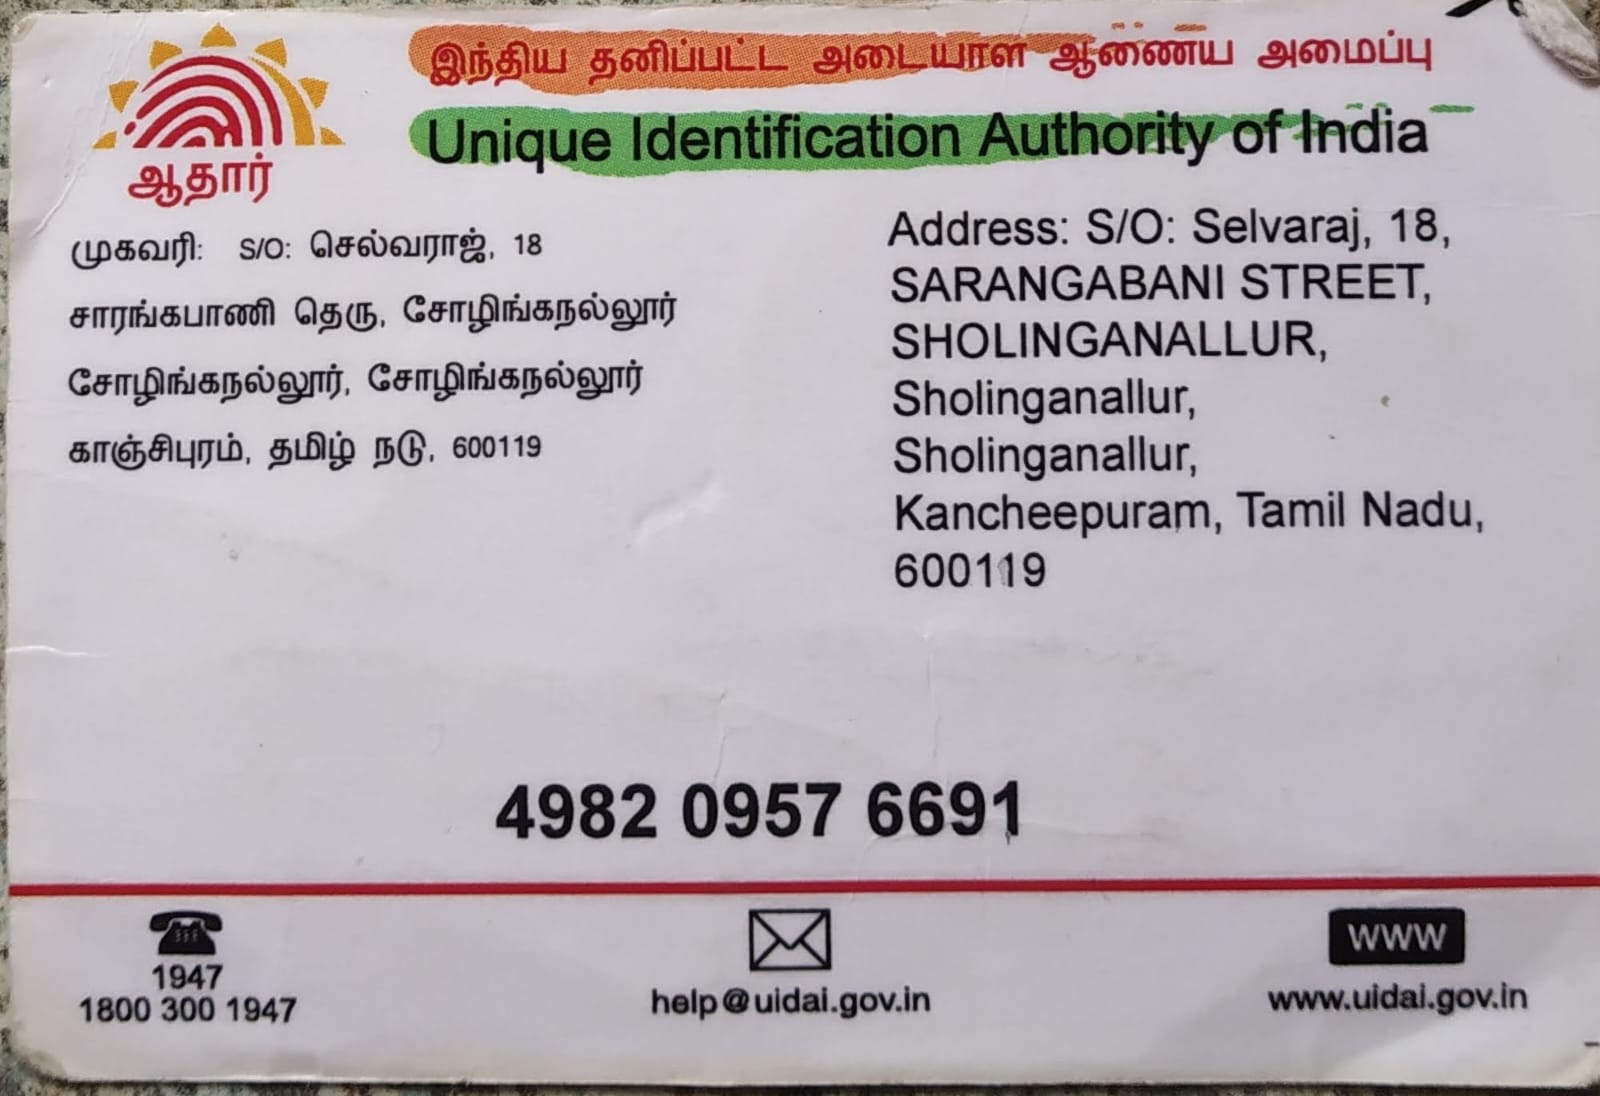 இந்திய தனிப்பட்ட அடையாள ஆணைய அமைப்பு
Unique Identification Authority of India
ஆதார்
முகவரி: S/O: செல்வராஜ், 18
சாரங்கபாணி தெரு, சோழிங்கநல்லூர்
சோழிங்கநல்லூர், சோழிங்கநல்லூர்
காஞ்சிபுரம், தமிழ் நடு, 600119
Address: S/O: Selvaraj, 18,
SARANGABANI STREET,
SHOLINGANALLUR,
Sholinganallur,
Sholinganallur,
Kancheepuram, Tamil Nadu,
600119
4982 0957 6691
1947
1800 300 1947
help@uidai.gov.in
WWW
www.uidai.gov.in